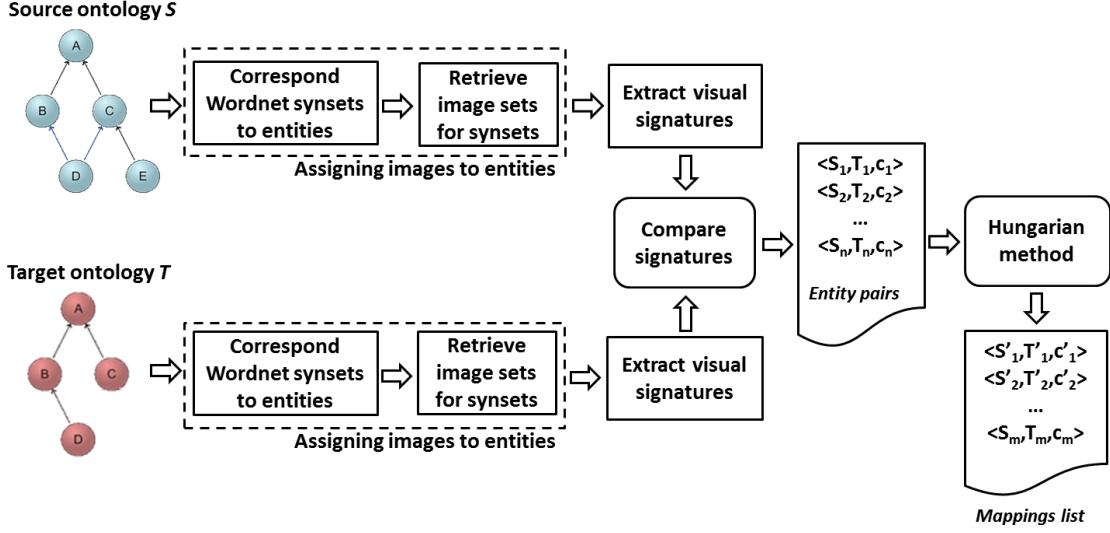 Source ontology S
A
B
C
D
E
Correspond
Wordnet synsets
to entities
Retrieve
image sets
for synsets
Assigning images to entities
Extract visual
signatures
Compare
signatures
<S₁,T₁,c₁>
<S₂,T₂,c₂>
...
<Sₙ,Tₙ,cₙ>
Entity pairs
Hungarian
method
Target ontology T
A
B
C
D
Correspond
Wordnet synsets
to entities
Retrieve
image sets
for synsets
Assigning images to entities
Extract visual
signatures
<S'₁,T'₁,c'₁>
<S'₂,T'₂,c'₂>
...
<Sₘ,Tₘ,cₘ>
Mappings list